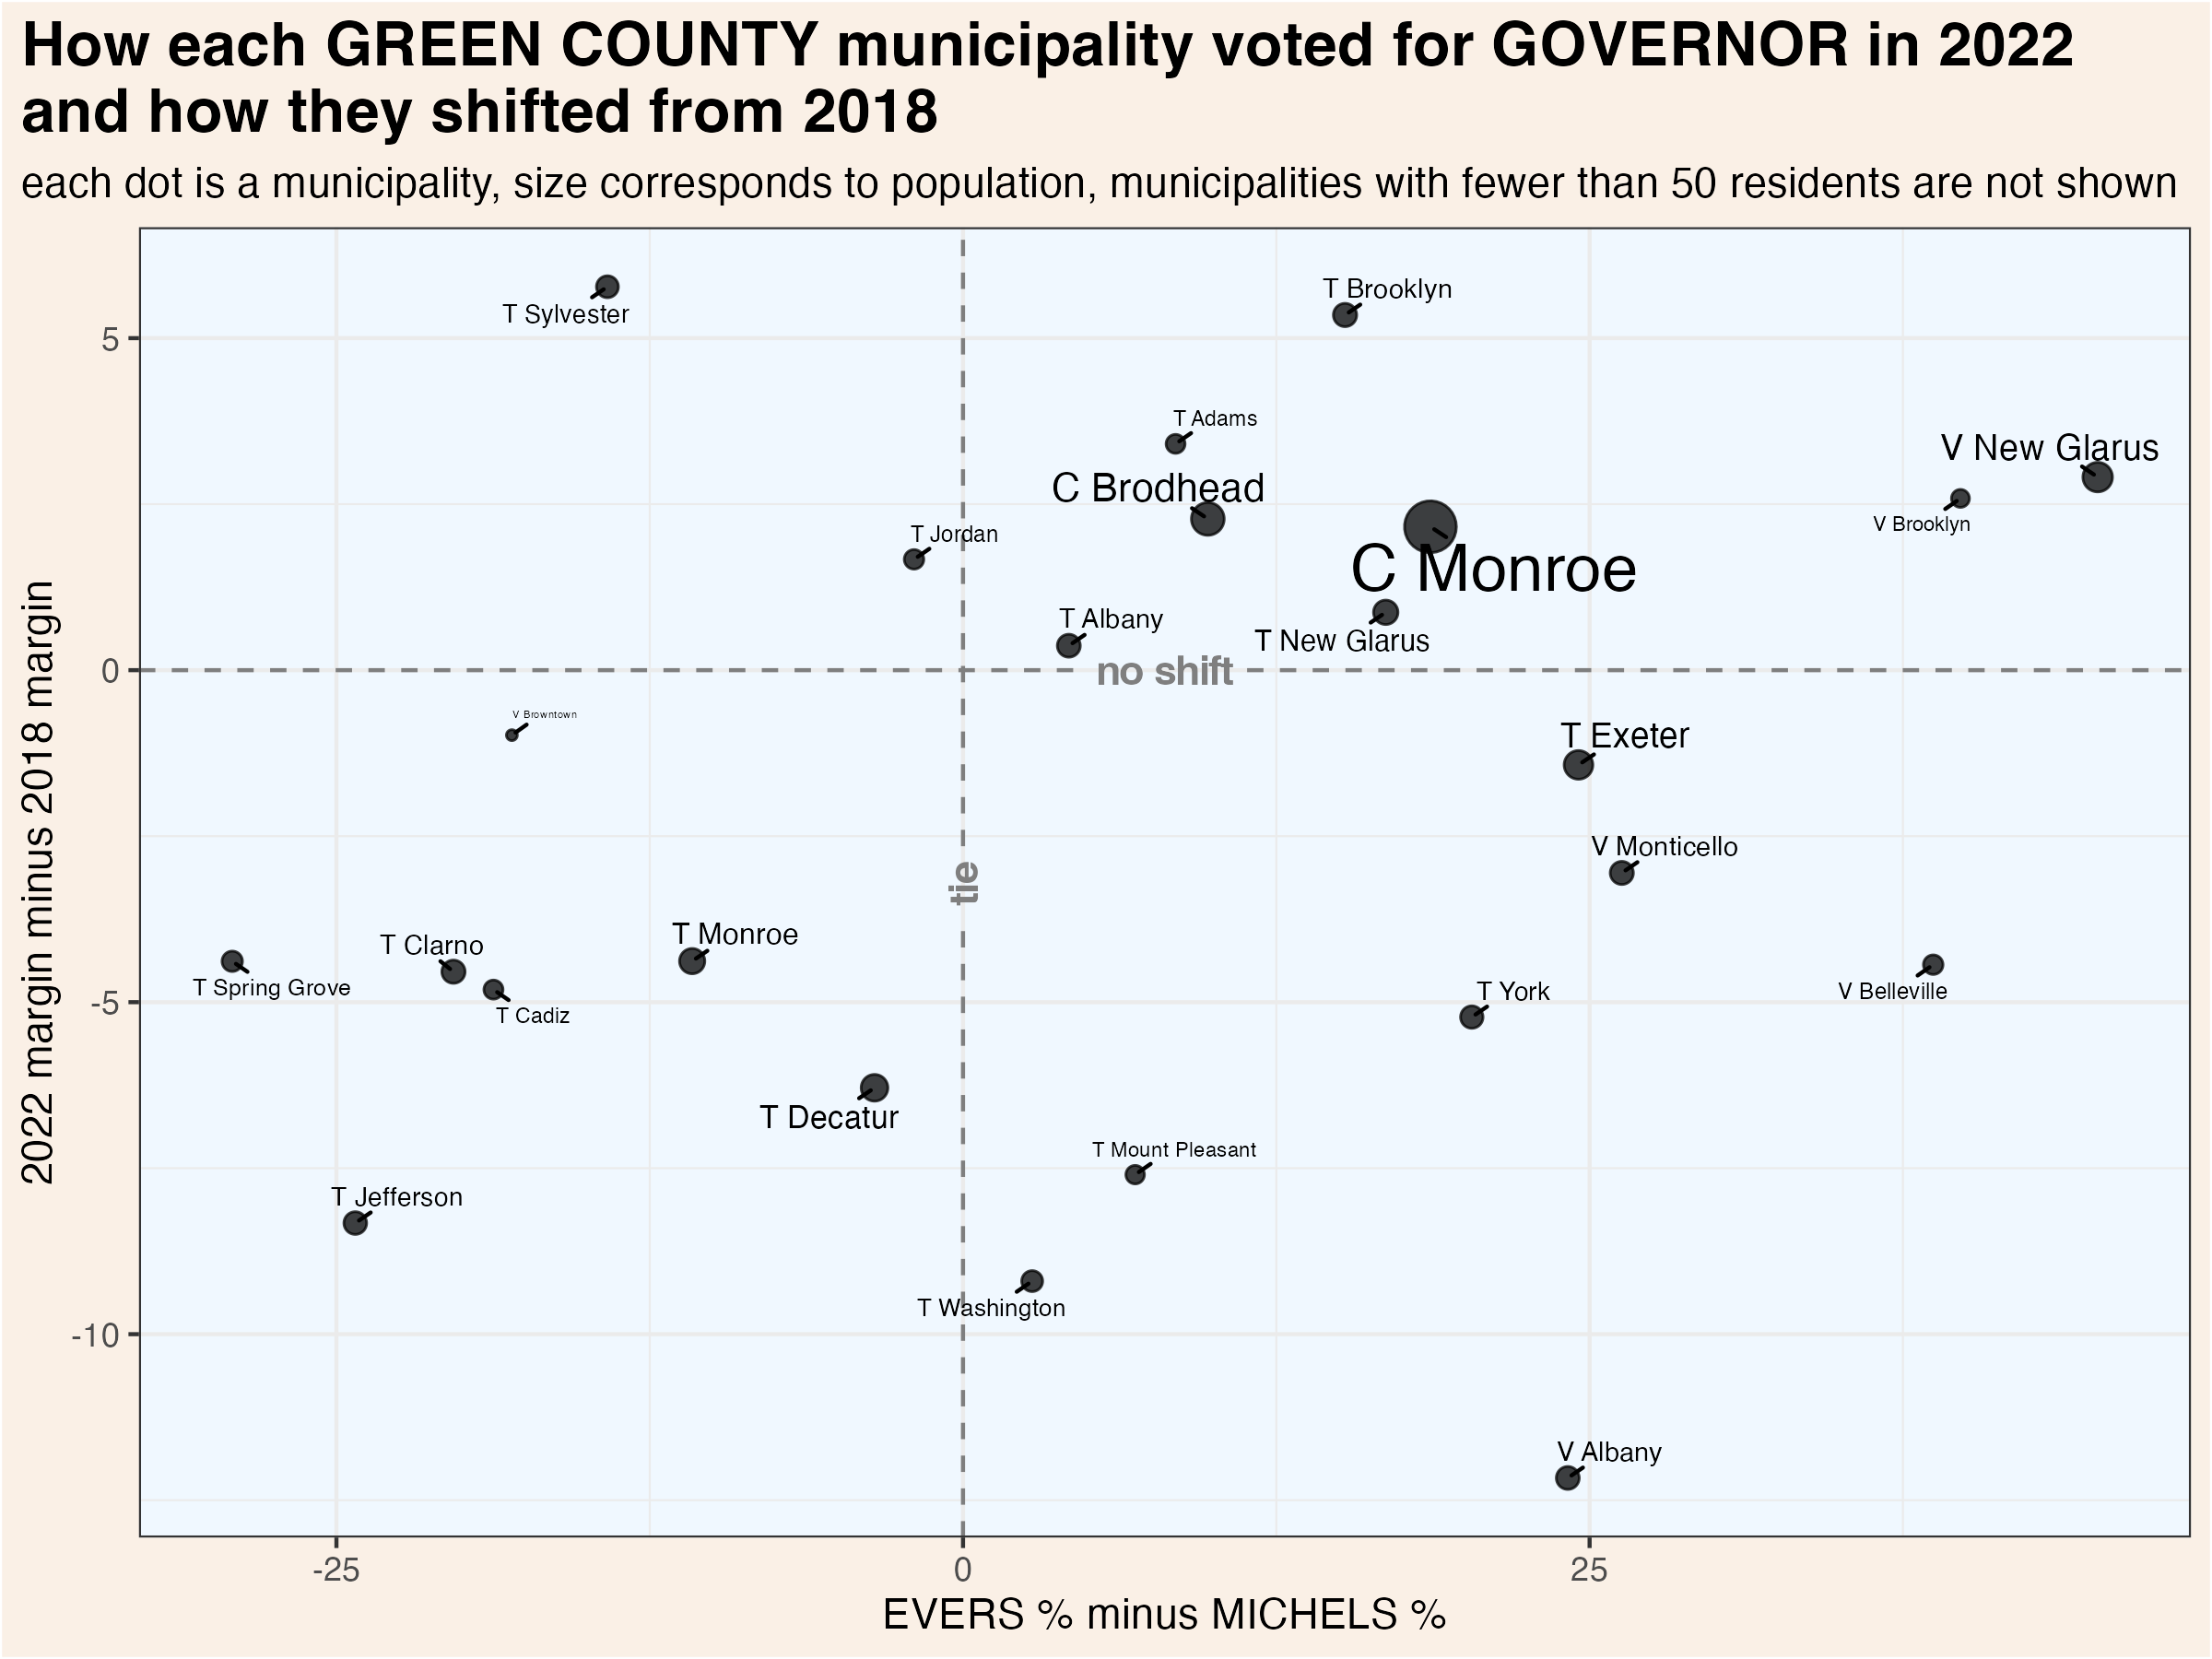 How each GREEN COUNTY municipality voted for GOVERNOR in 2022
and how they shifted from 2018
each dot is a municipality, size corresponds to population, municipalities with fewer than 50 residents are not shown
T Sylvester
T Brooklyn
5
T Adams
V New Glarus
C Brodhead
V Brooklyn
T Jordan
C Monroe
T Albany
T New Glarus
0
no shift
V Browntown
T Exeter
2022 margin minus 2018 margin
V Monticello
tie
T Monroe
T Clarno
T Spring Grove
T York
V Belleville
-5
T Cadiz
T Decatur
T Mount Pleasant
T Jefferson
T Washington
-10
V Albany
-25
0
25
EVERS % minus MICHELS %